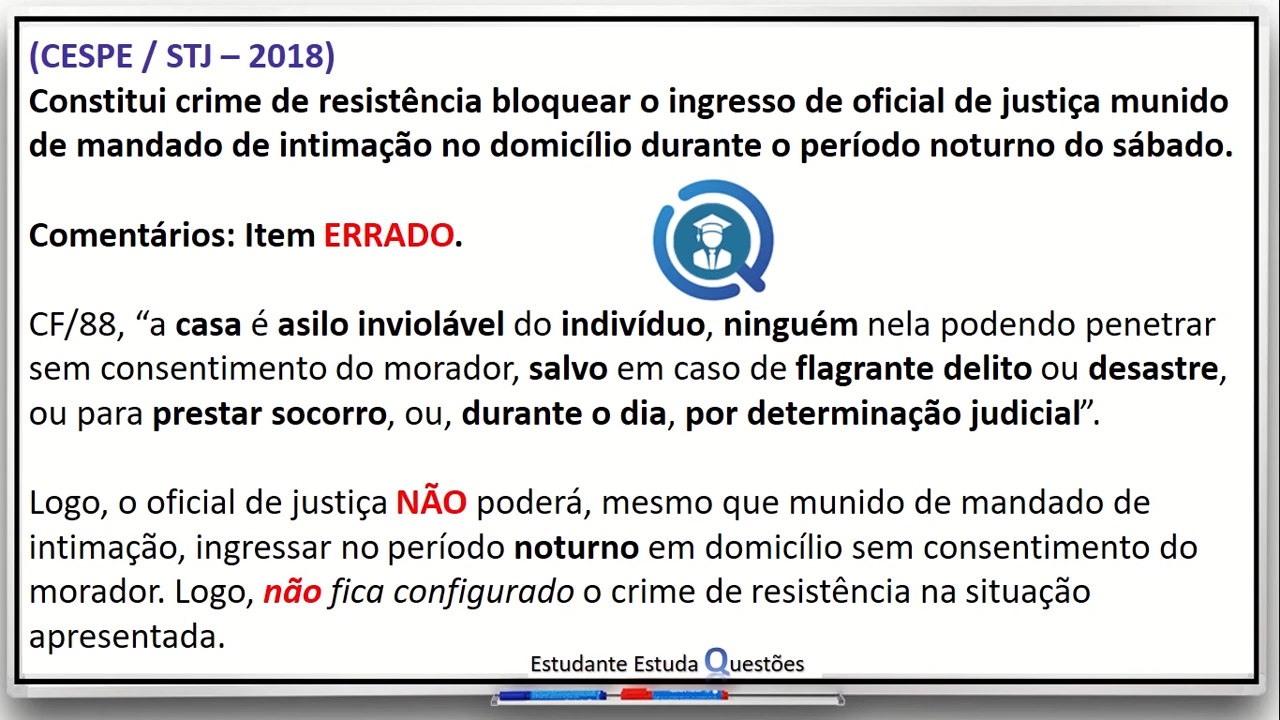 (CESPE / STJ – 2018)
Constitui crime de resistência bloquear o ingresso de oficial de justiça munido
de mandado de intimação no domicílio durante o período noturno do sábado.
Comentários: Item ERRADO.
CF/88, “a casa é asilo inviolável do indivíduo, ninguém nela podendo penetrar
sem consentimento do morador, salvo em caso de flagrante delito ou desastre,
ou para prestar socorro, ou, durante o dia, por determinação judicial”.
Logo, o oficial de justiça NÃO poderá, mesmo que munido de mandado de
intimação, ingressar no período noturno em domicílio sem consentimento do
morador. Logo, não fica configurado o crime de resistência na situação
apresentada.
Estudante Estuda Questões